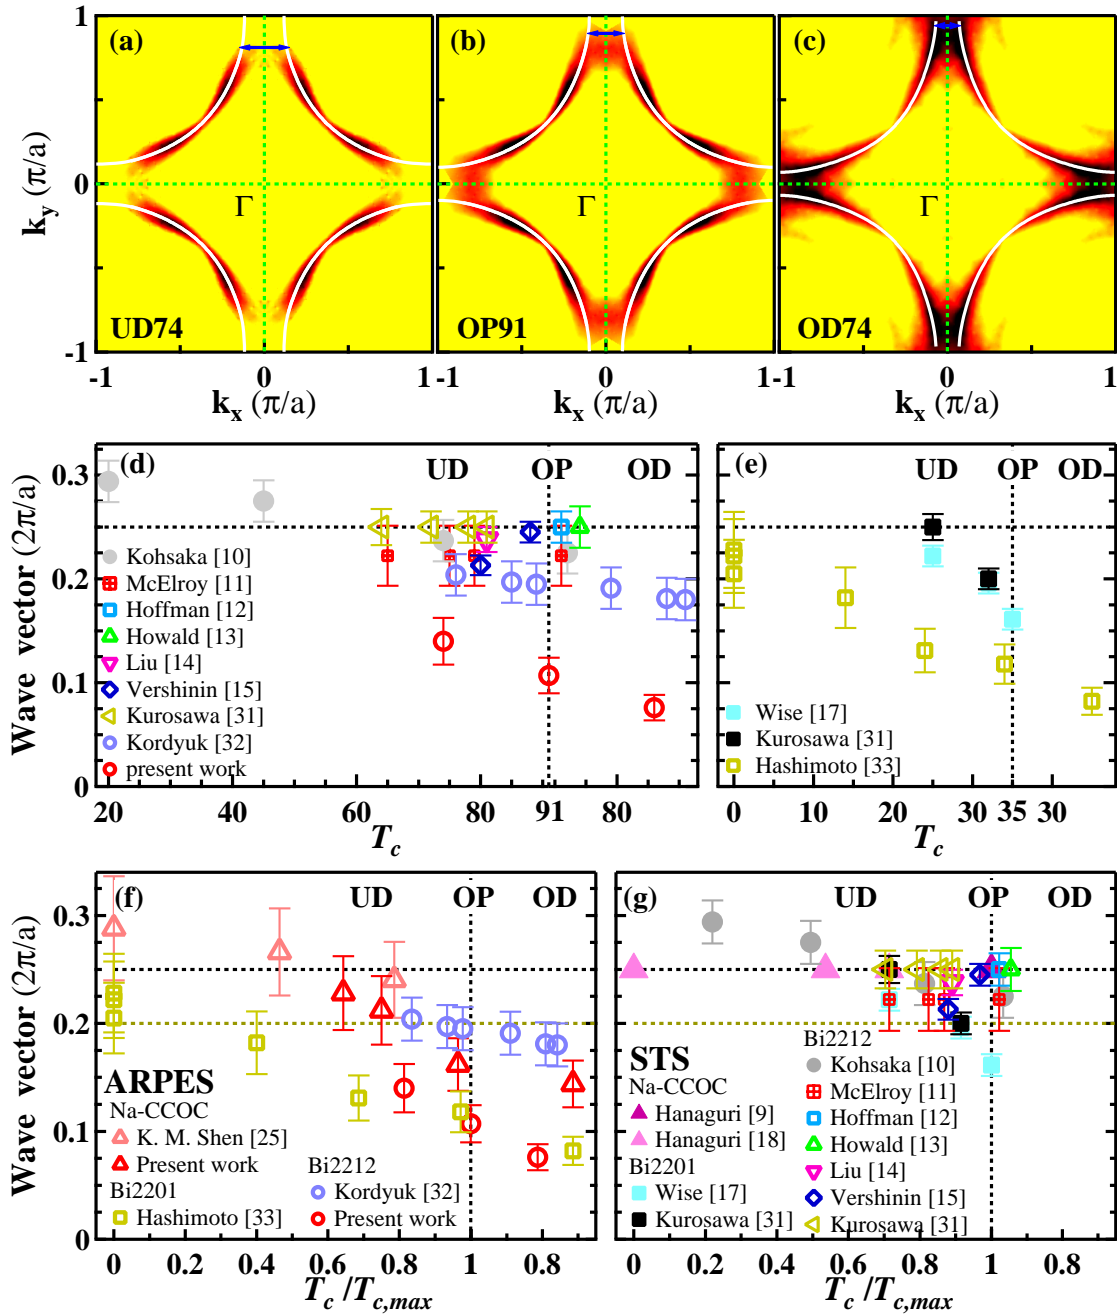 (a)
(b)
(c)
1
0
-1
k_y (π/a)
Γ
Γ
Γ
UD74
OP91
OD74
-1 0 1
-1 0 1
-1 0 1
k_x (π/a)
k_x (π/a)
k_x (π/a)
(d) UD OP OD
0.3
0.2
0.1
0
Wave vector (2π/a)
Kohsaka [10]
McElroy [11]
Hoffman [12]
Howald [13]
Liu [14]
Vershinin [15]
Kurosawa [31]
Kordyuk [32]
present work
20 40 60 80 91 80
T_c
(e) UD OP OD
Wise [17]
Kurosawa [31]
Hashimoto [33]
0 10 20 30 35 30
T_c
(f) UD OP OD
0.3
0.2
0.1
0
Wave vector (2π/a)
ARPES
Na-CCOC
K. M. Shen [25]
Present work
Bi2201
Hashimoto [33]
Bi2212
Kordyuk [32]
Present work
0 0.2 0.4 0.6 0.8 1 0.8
T_c /T_c,max
(g) UD OP OD
STS
Na-CCOC
Hanaguri [9]
Hanaguri [18]
Bi2201
Wise [17]
Kurosawa [31]
Bi2212
Kohsaka [10]
McElroy [11]
Hoffman [12]
Howald [13]
Liu [14]
Vershinin [15]
Kurosawa [31]
0 0.2 0.4 0.6 0.8 1 0.8
T_c /T_c,max